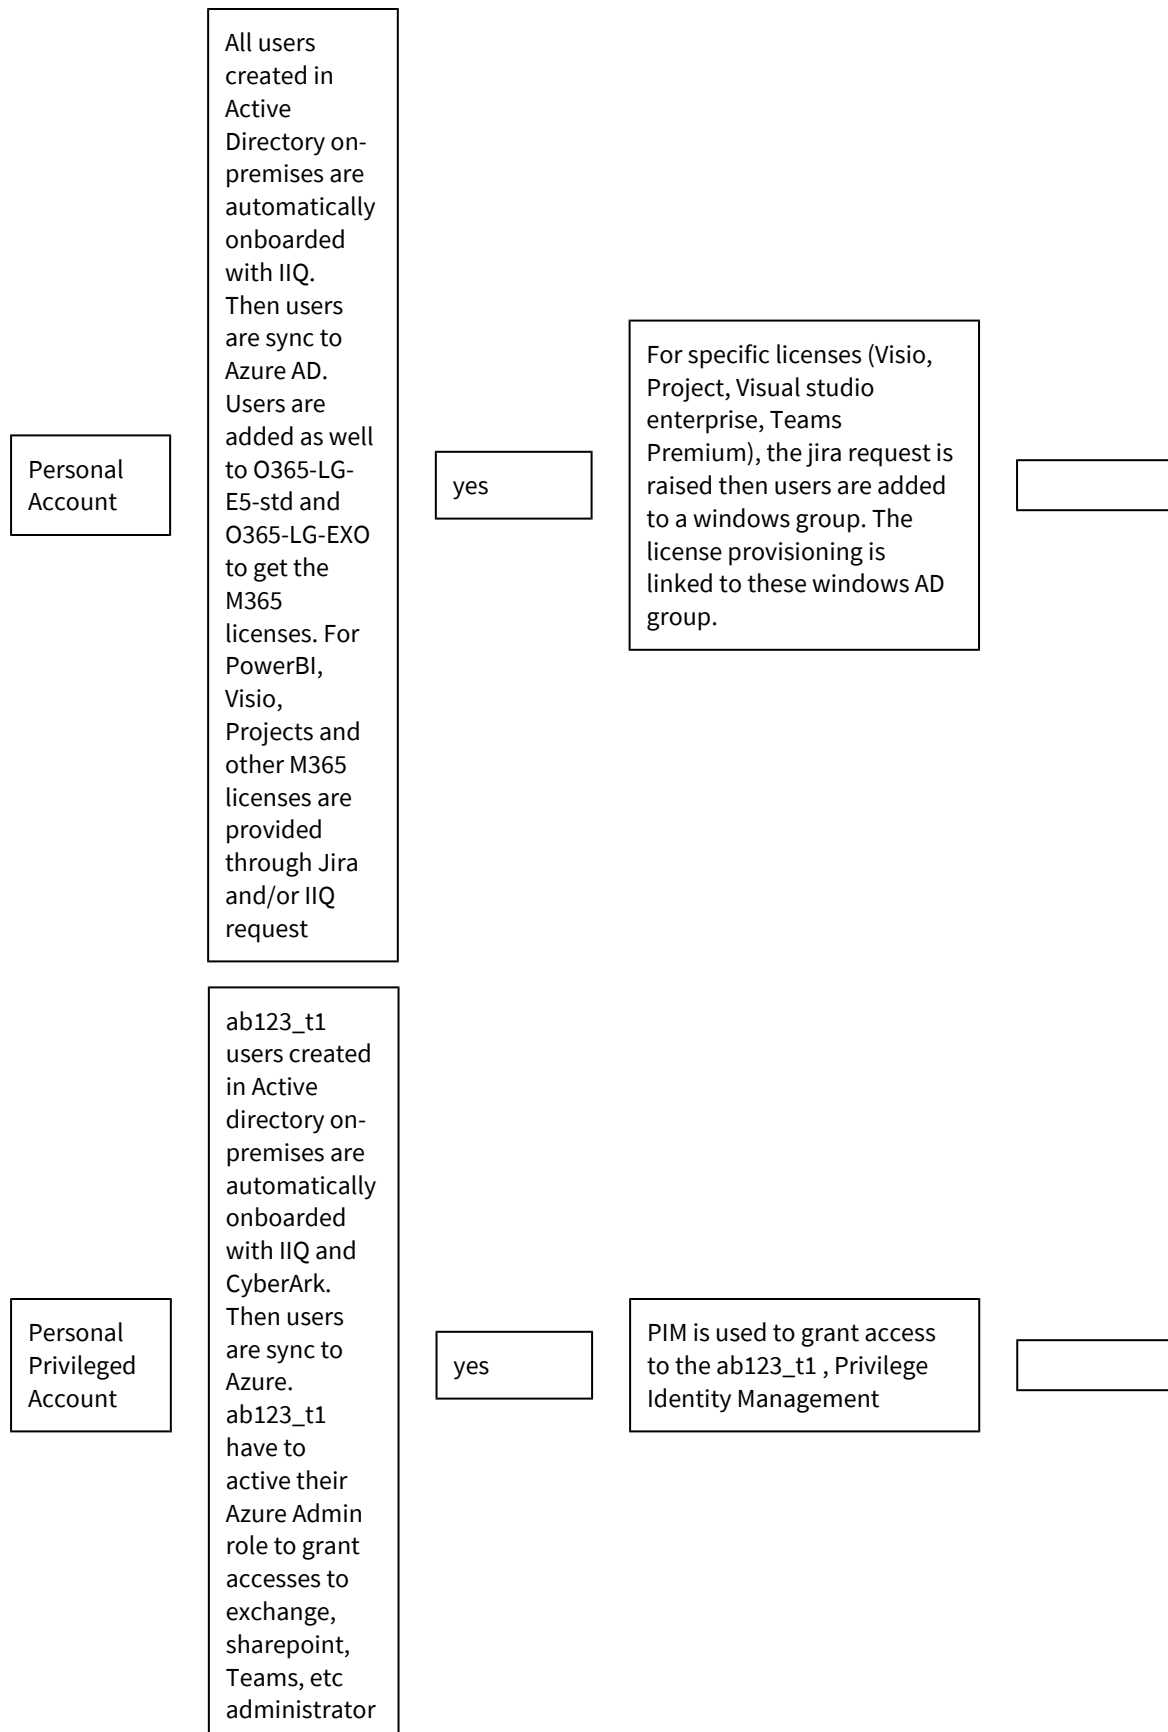 Personal
Account
All users
created in
Active
Directory on-
premises are
automatically
onboarded
with IIQ.
Then users
are sync to
Azure AD.
Users are
added as well
to O365-LG-
E5-std and
O365-LG-EXO
to get the
M365
licenses. For
PowerBI,
Visio,
Projects and
other M365
licenses are
provided
through Jira
and/or IIQ
request
yes
For specific licenses (Visio,
Project, Visual studio
enterprise, Teams
Premium), the jira request is
raised then users are added
to a windows group. The
license provisioning is
linked to these windows AD
group.
Personal
Privileged
Account
ab123_t1
users created
in Active
directory on-
premises are
automatically
onboarded
with IIQ and
CyberArk.
Then users
are sync to
Azure.
ab123_t1
have to
active their
Azure Admin
role to grant
accesses to
exchange,
sharepoint,
Teams, etc
administrator
yes
PIM is used to grant access
to the ab123_t1 , Privilege
Identity Management